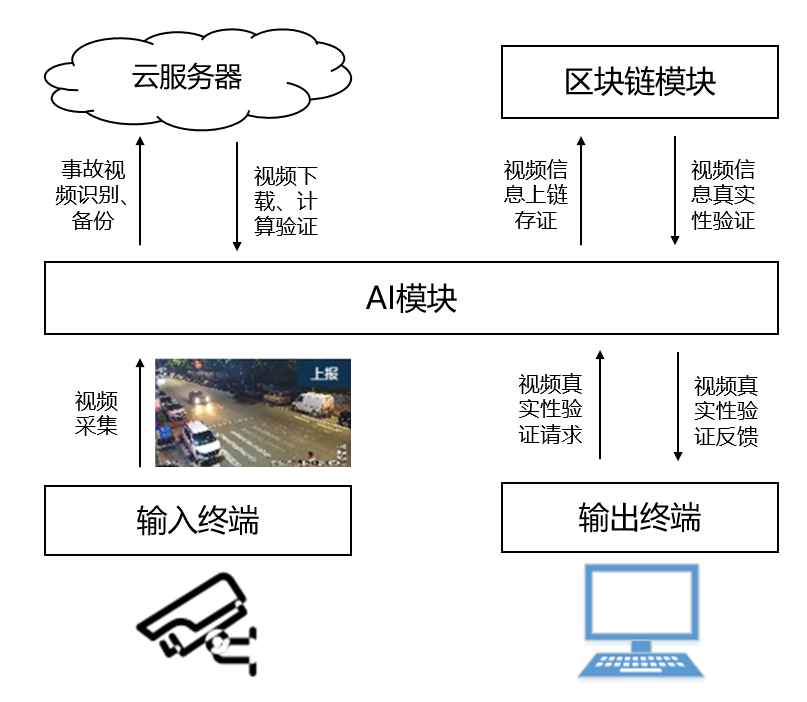 云服务器
区块链模块
事故视
频识别、
备份
视频下
载、计
算验证
视频信
息上链
存证
视频信
息真实
性验证
AI模块
视频
采集
上报
视频真
实性验
证请求
视频真
实性验
证反馈
输入终端
输出终端